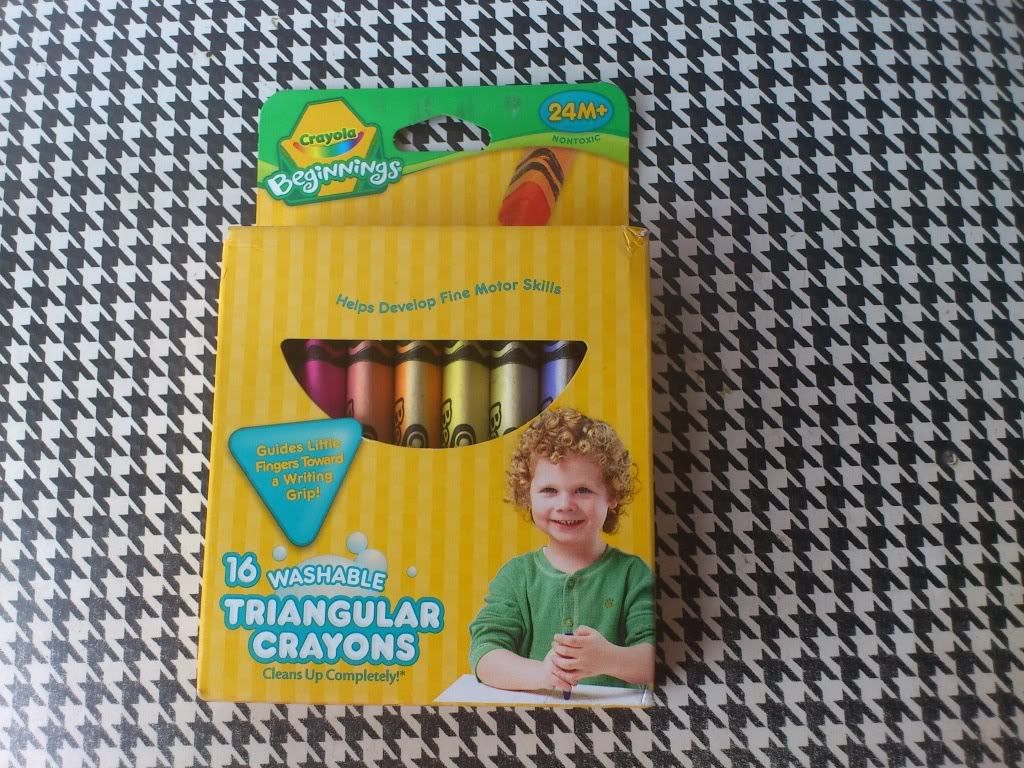 Crayola
Beginnings
24M+
NONTOXIC
Helps Develop Fine Motor Skills
Guides Little
Fingers Toward
a Writing
Grip!
16 WASHABLE
TRIANGULAR
CRAYONS
Cleans Up Completely!*